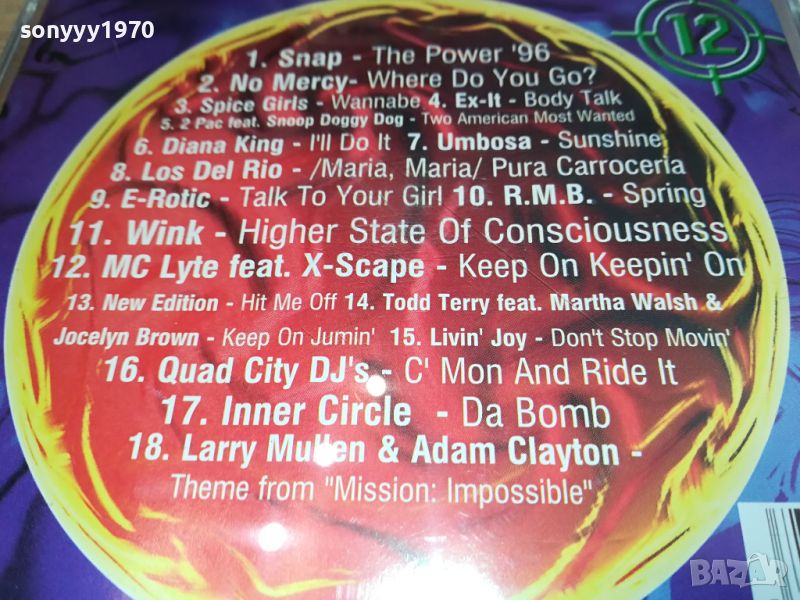 sonyyy1970
12
1. Snap - The Power '96
2. No Mercy- Where Do You Go?
3. Spice Girls - Wannabe 4. Ex-It - Body Talk
5. 2 Pac feat. Snoop Doggy Dog - Two American Most Wanted
6. Diana King - I'll Do It 7. Umbosa - Sunshine
8. Los Del Rio - /Maria, Maria/ Pura Carroceria
9. E-Rotic - Talk To Your Girl 10. R.M.B. - Spring
11. Wink - Higher State Of Consciousness
12. MC Lyte feat. X-Scape - Keep On Keepin' On
13. New Edition - Hit Me Off 14. Todd Terry feat. Martha Walsh &
Jocelyn Brown - Keep On Jumin' 15. Livin' Joy - Don't Stop Movin'
16. Quad City DJ's - C' Mon And Ride It
17. Inner Circle - Da Bomb
18. Larry Mullen & Adam Clayton -
Theme from "Mission: Impossible"
BAZAR